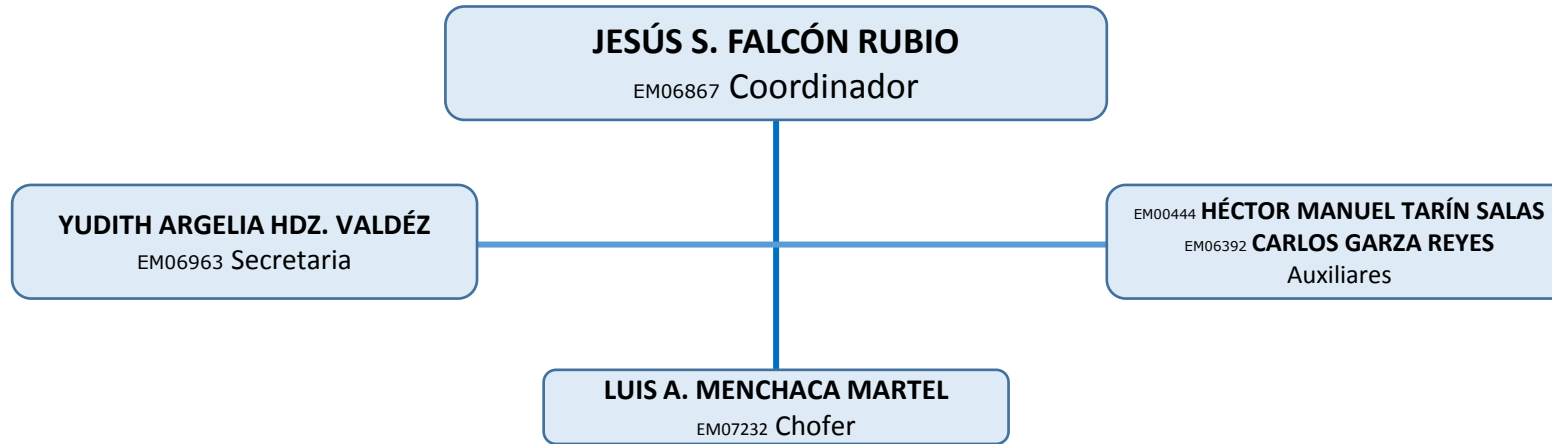 JESÚS S. FALCÓN RUBIO
EM06867 Coordinador
YUDITH ARGELIA HDZ. VALDÉZ
EM06963 Secretaria
EM00444 HÉCTOR MANUEL TARÍN SALAS
EM06392 CARLOS GARZA REYES
Auxiliares
LUIS A. MENCHACA MARTEL
EM07232 Chofer